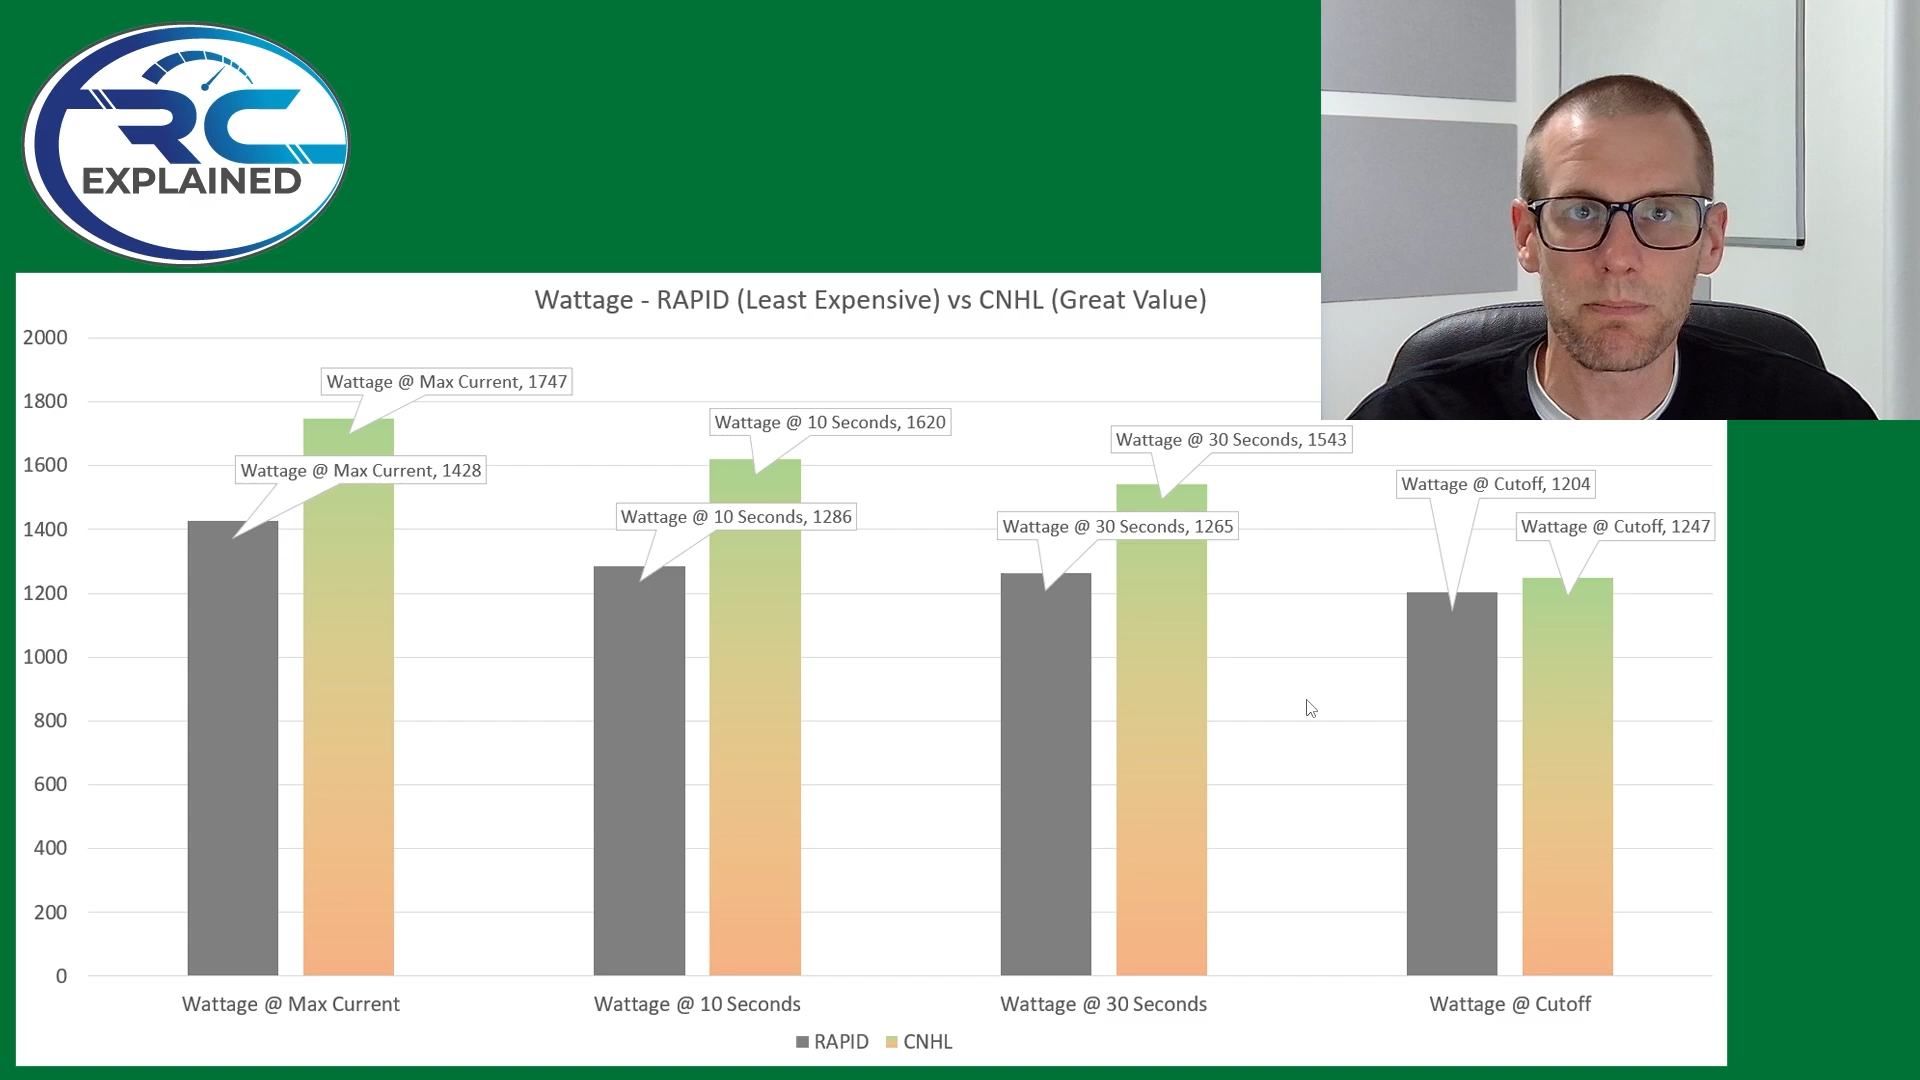 RC
EXPLAINED
Wattage - RAPID (Least Expensive) vs CNHL (Great Value)
2000
1800
1600
1400
1200
1000
800
600
400
200
0
Wattage @ Max Current, 1747
Wattage @ Max Current, 1428
Wattage @ 10 Seconds, 1620
Wattage @ 10 Seconds, 1286
Wattage @ 30 Seconds, 1543
Wattage @ 30 Seconds, 1265
Wattage @ Cutoff, 1204
Wattage @ Cutoff, 1247
Wattage @ Max Current
Wattage @ 10 Seconds
Wattage @ 30 Seconds
Wattage @ Cutoff
RAPID
CNHL